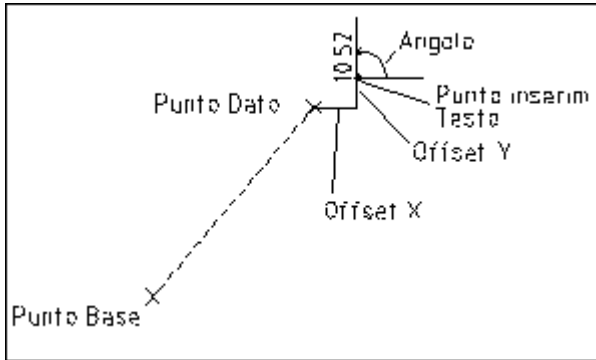 10.52
Angolo
Punto inserim
Testo
Punto Dato
Offset Y
Offset X
Punto Base